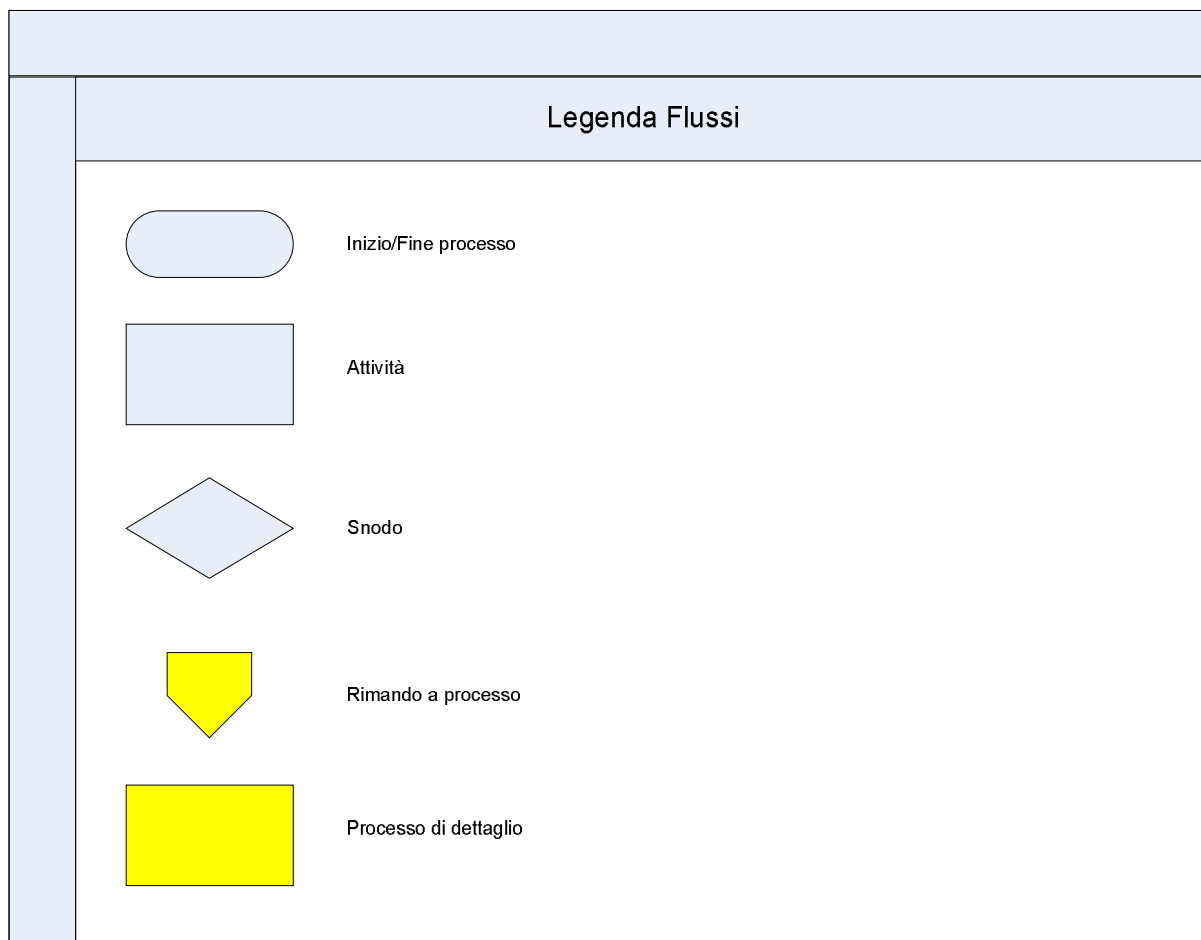 Legenda Flussi
Inizio/Fine processo
Attività
Snodo
Rimando a processo
Processo di dettaglio